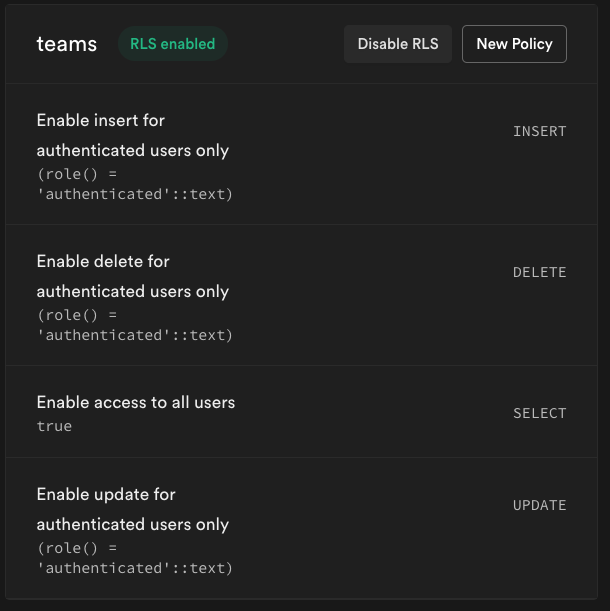 teams RLS enabled Disable RLS New Policy
Enable insert for
authenticated users only
(role() =
'authenticated'::text)
INSERT
Enable delete for
authenticated users only
(role() =
'authenticated'::text)
DELETE
Enable access to all users
true
SELECT
Enable update for
authenticated users only
(role() =
'authenticated'::text)
UPDATE